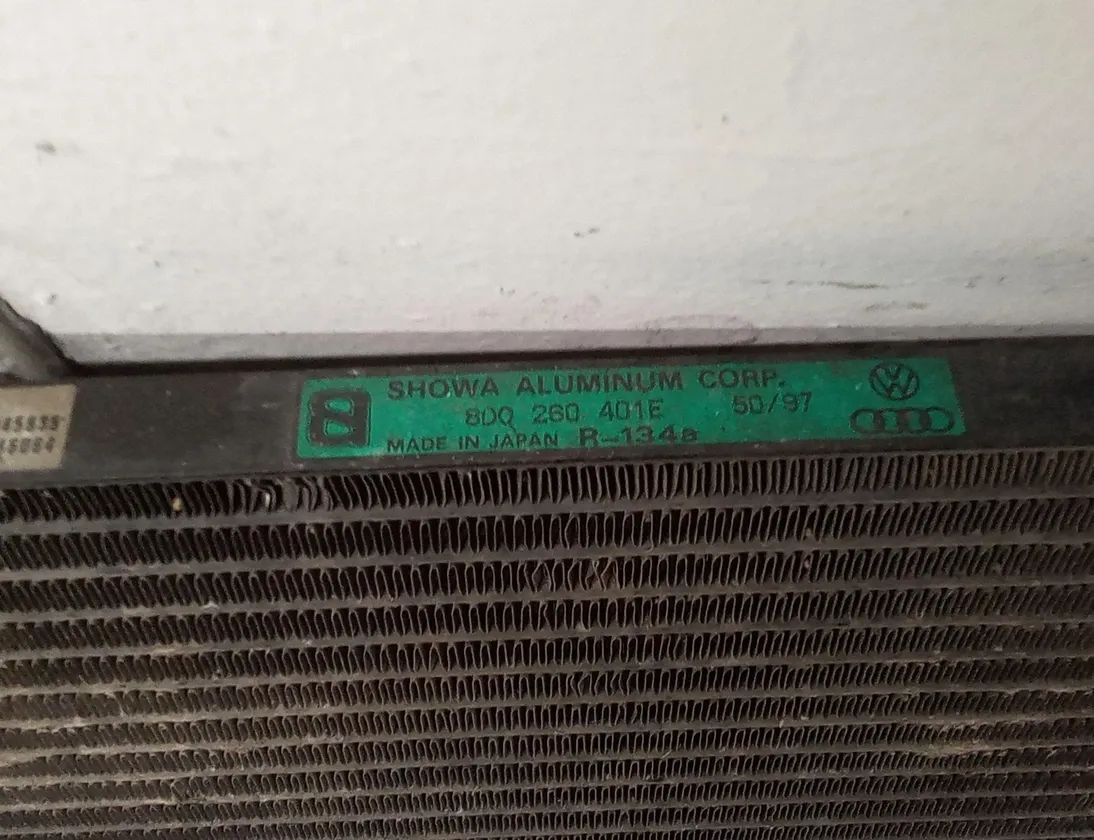 SHOWA ALUMINUM CORP.
8D0 260 401E 50/97
MADE IN JAPAN R-134a